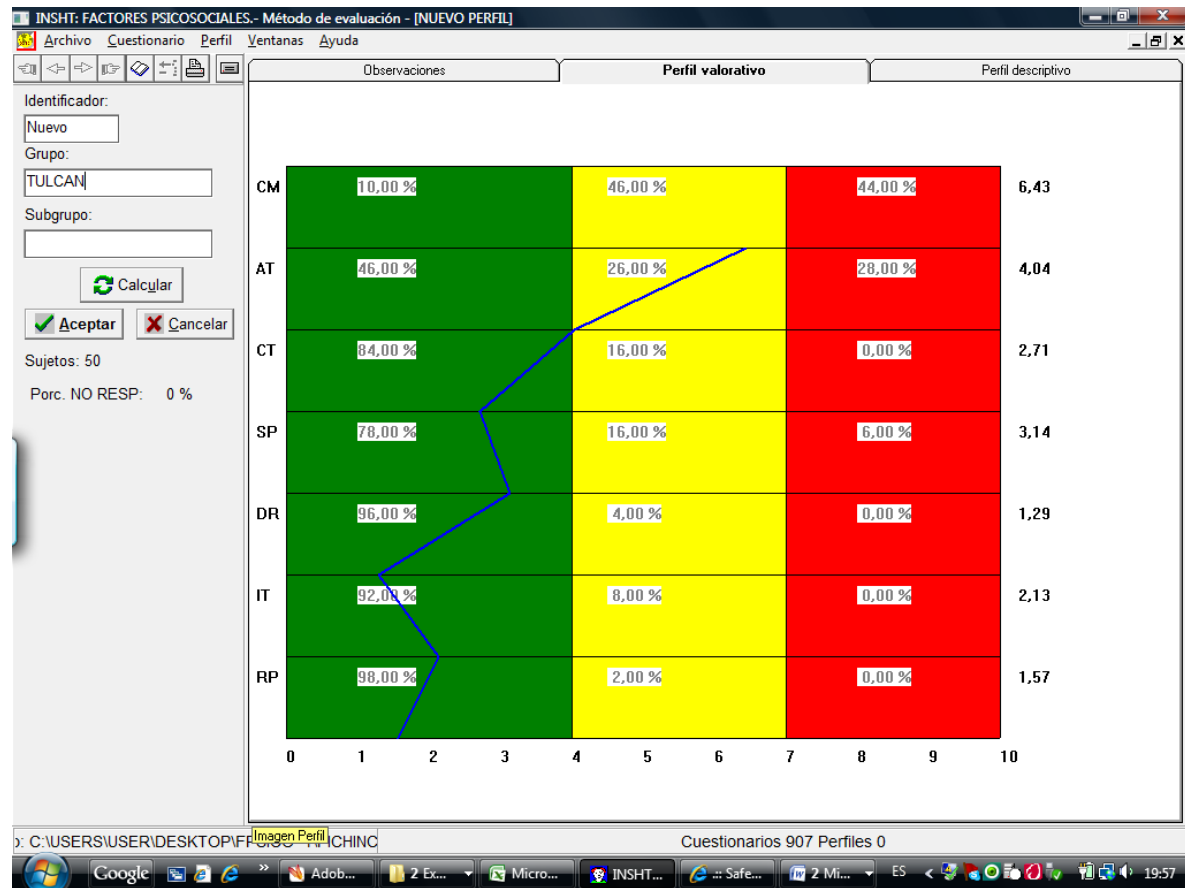 INSHT: FACTORES PSICOSOCIALES.- Método de evaluación - [NUEVO PERFIL]
Archivo Cuestionario Perfil Ventanas Ayuda
Observaciones Perfil valorativo Perfil descriptivo
Identificador:
Nuevo
Grupo:
TULCAN
Subgrupo:
Calcular
Aceptar Cancelar
Sujetos: 50
Porc. NO RESP: 0 %
CM 10,00 % 46,00 % 44,00 % 6,43
AT 46,00 % 26,00 % 28,00 % 4,04
CT 84,00 % 16,00 % 0,00 % 2,71
SP 78,00 % 16,00 % 6,00 % 3,14
DR 96,00 % 4,00 % 0,00 % 1,29
IT 92,00 % 8,00 % 0,00 % 2,13
RP 98,00 % 2,00 % 0,00 % 1,57
0 1 2 3 4 5 6 7 8 9 10
Imagen Perfil
C:\USERS\USER\DESKTOP\ Cuestionarios 907 Perfiles 0
Google » Adob... 2 Ex... Micro... INSHT... .:: Safe... 2 Mi... ES < 19:57